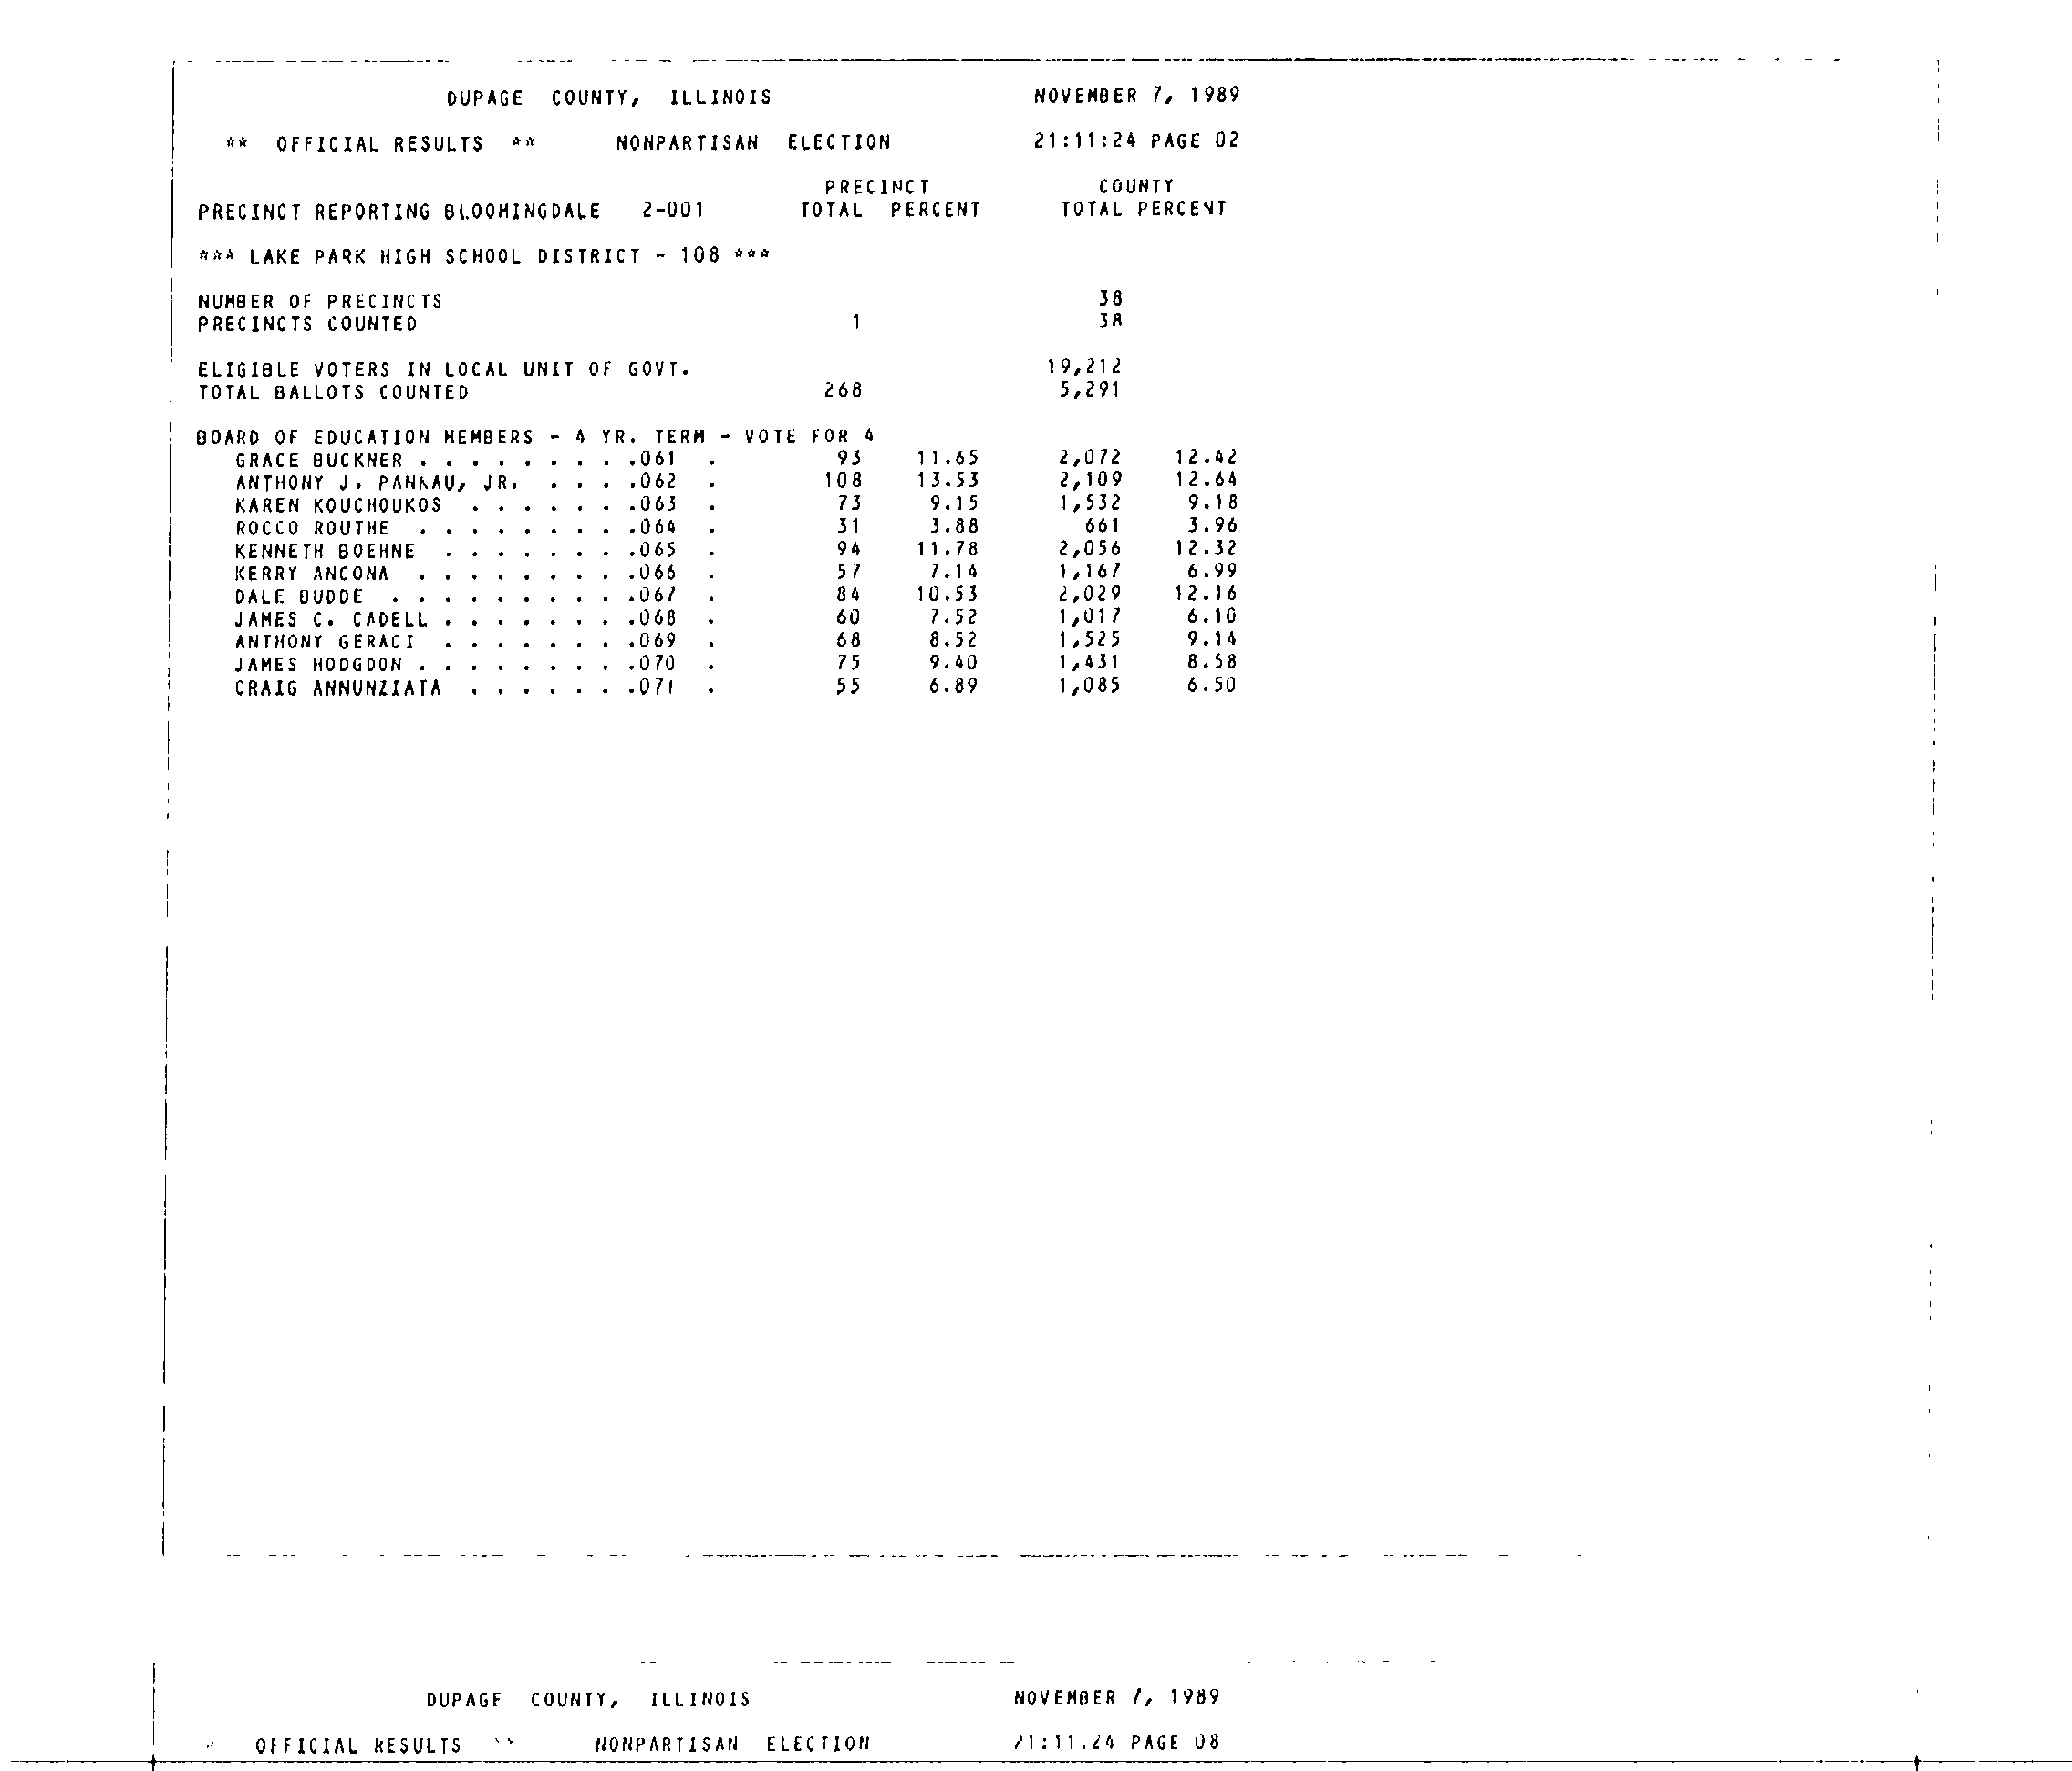 DUPAGE COUNTY, ILLINOIS NOVEMBER 7, 1989
** OFFICIAL RESULTS ** NONPARTISAN ELECTION 21:11:24 PAGE 02
PRECINCT COUNTY
PRECINCT REPORTING BLOOMINGDALE 2-001 TOTAL PERCENT TOTAL PERCENT
*** LAKE PARK HIGH SCHOOL DISTRICT - 108 ***
NUMBER OF PRECINCTS 38
PRECINCTS COUNTED 1 38
ELIGIBLE VOTERS IN LOCAL UNIT OF GOVT. 19,212
TOTAL BALLOTS COUNTED 268 5,291
BOARD OF EDUCATION MEMBERS - 4 YR. TERM - VOTE FOR 4
GRACE BUCKNER . . . . . . . . .061 . 93 11.65 2,072 12.42
ANTHONY J. PANKAU, JR. . . . .062 . 108 13.53 2,109 12.64
KAREN KOUCHOUKOS . . . . . . .063 . 73 9.15 1,532 9.18
ROCCO ROUTHE . . . . . . . . .064 . 31 3.88 661 3.96
KENNETH BOEHNE . . . . . . . .065 . 94 11.78 2,056 12.32
KERRY ANCONA . . . . . . . . .066 . 57 7.14 1,167 6.99
DALE BUDDE . . . . . . . . . .067 . 84 10.53 2,029 12.16
JAMES C. CADELL . . . . . . . .068 . 60 7.52 1,017 6.10
ANTHONY GERACI . . . . . . . .069 . 68 8.52 1,525 9.14
JAMES HODGDON . . . . . . . . .070 . 75 9.40 1,431 8.58
CRAIG ANNUNZIATA . . . . . . .071 . 55 6.89 1,085 6.50
DUPAGE COUNTY, ILLINOIS NOVEMBER 7, 1989
OFFICIAL RESULTS NONPARTISAN ELECTION 21:11.24 PAGE 08